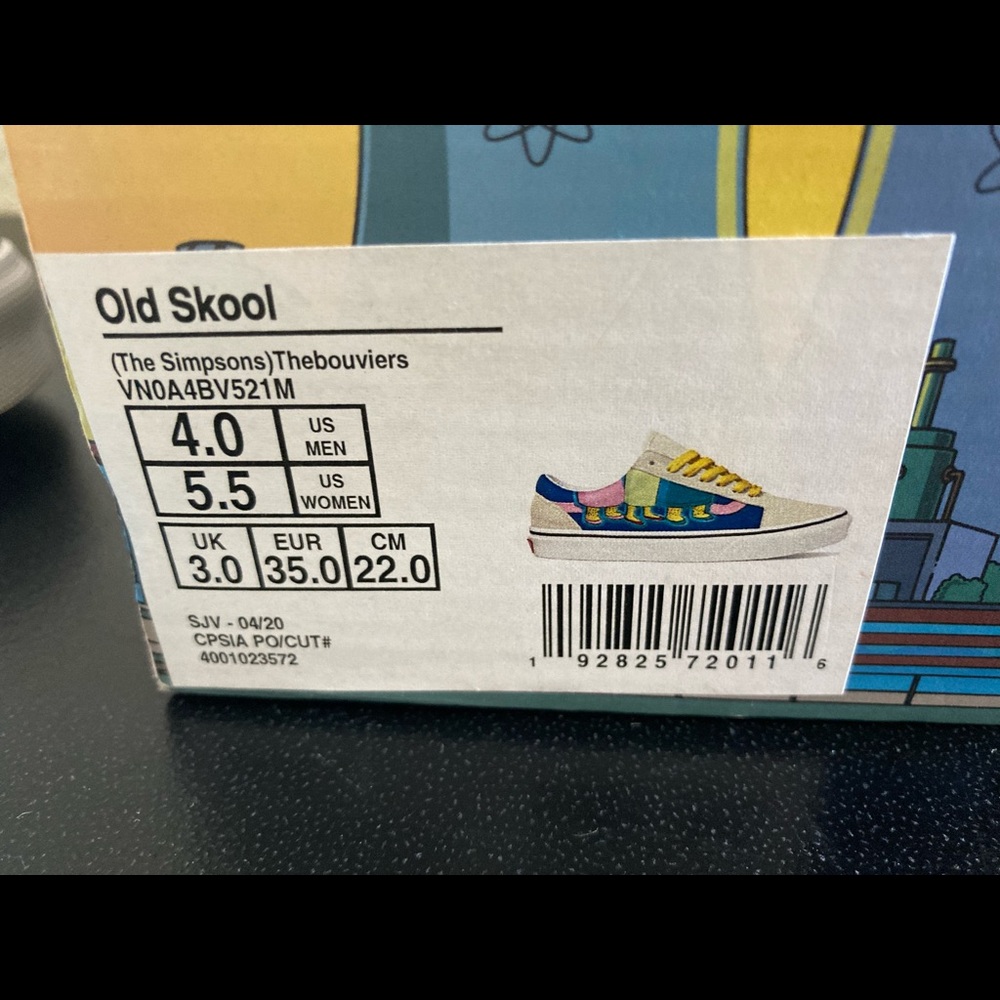 Old Skool
(The Simpsons)Thebouviers
VN0A4BV521M
4.0 US MEN
5.5 US WOMEN
UK EUR CM
3.0 35.0 22.0
SJV - 04/20
CPSIA PO/CUT#
4001023572
1 92825 72011 6